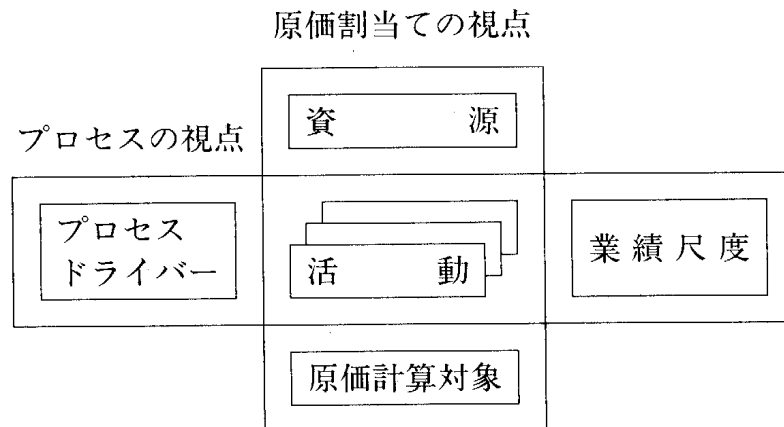 原価割当ての視点
資源
プロセスの視点
プロセス
ドライバー
活動
業績尺度
原価計算対象